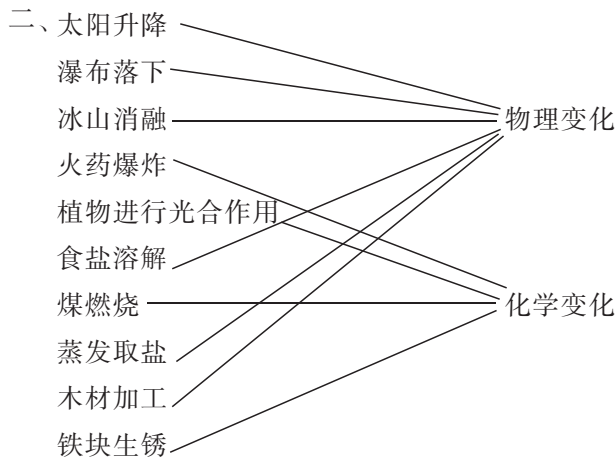 二、太阳升降
瀑布落下
冰山消融
火药爆炸
植物进行光合作用
食盐溶解
煤燃烧
蒸发取盐
木材加工
铁块生锈
物理变化
化学变化